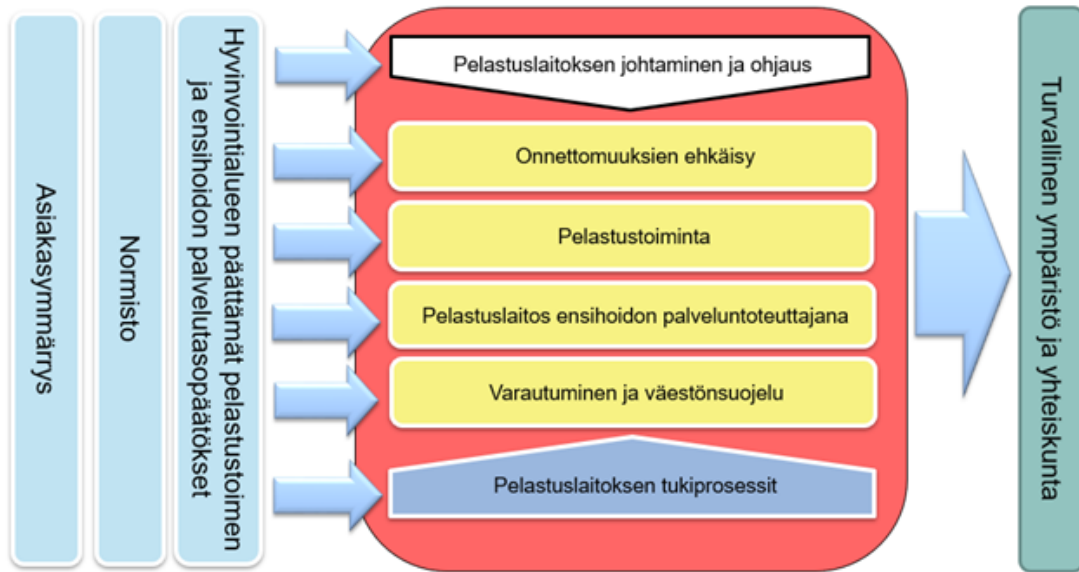 Asiakasymmärrys
Normisto
Hyvinvointialueen päättämät pelastustoimen
ja ensihoidon palvelutasopäätökset
Pelastuslaitoksen johtaminen ja ohjaus
Onnettomuuksien ehkäisy
Pelastustoiminta
Pelastuslaitos ensihoidon palveluntoteuttajana
Varautuminen ja väestönsuojelu
Pelastuslaitoksen tukiprosessit
Turvallinen ympäristö ja yhteiskunta